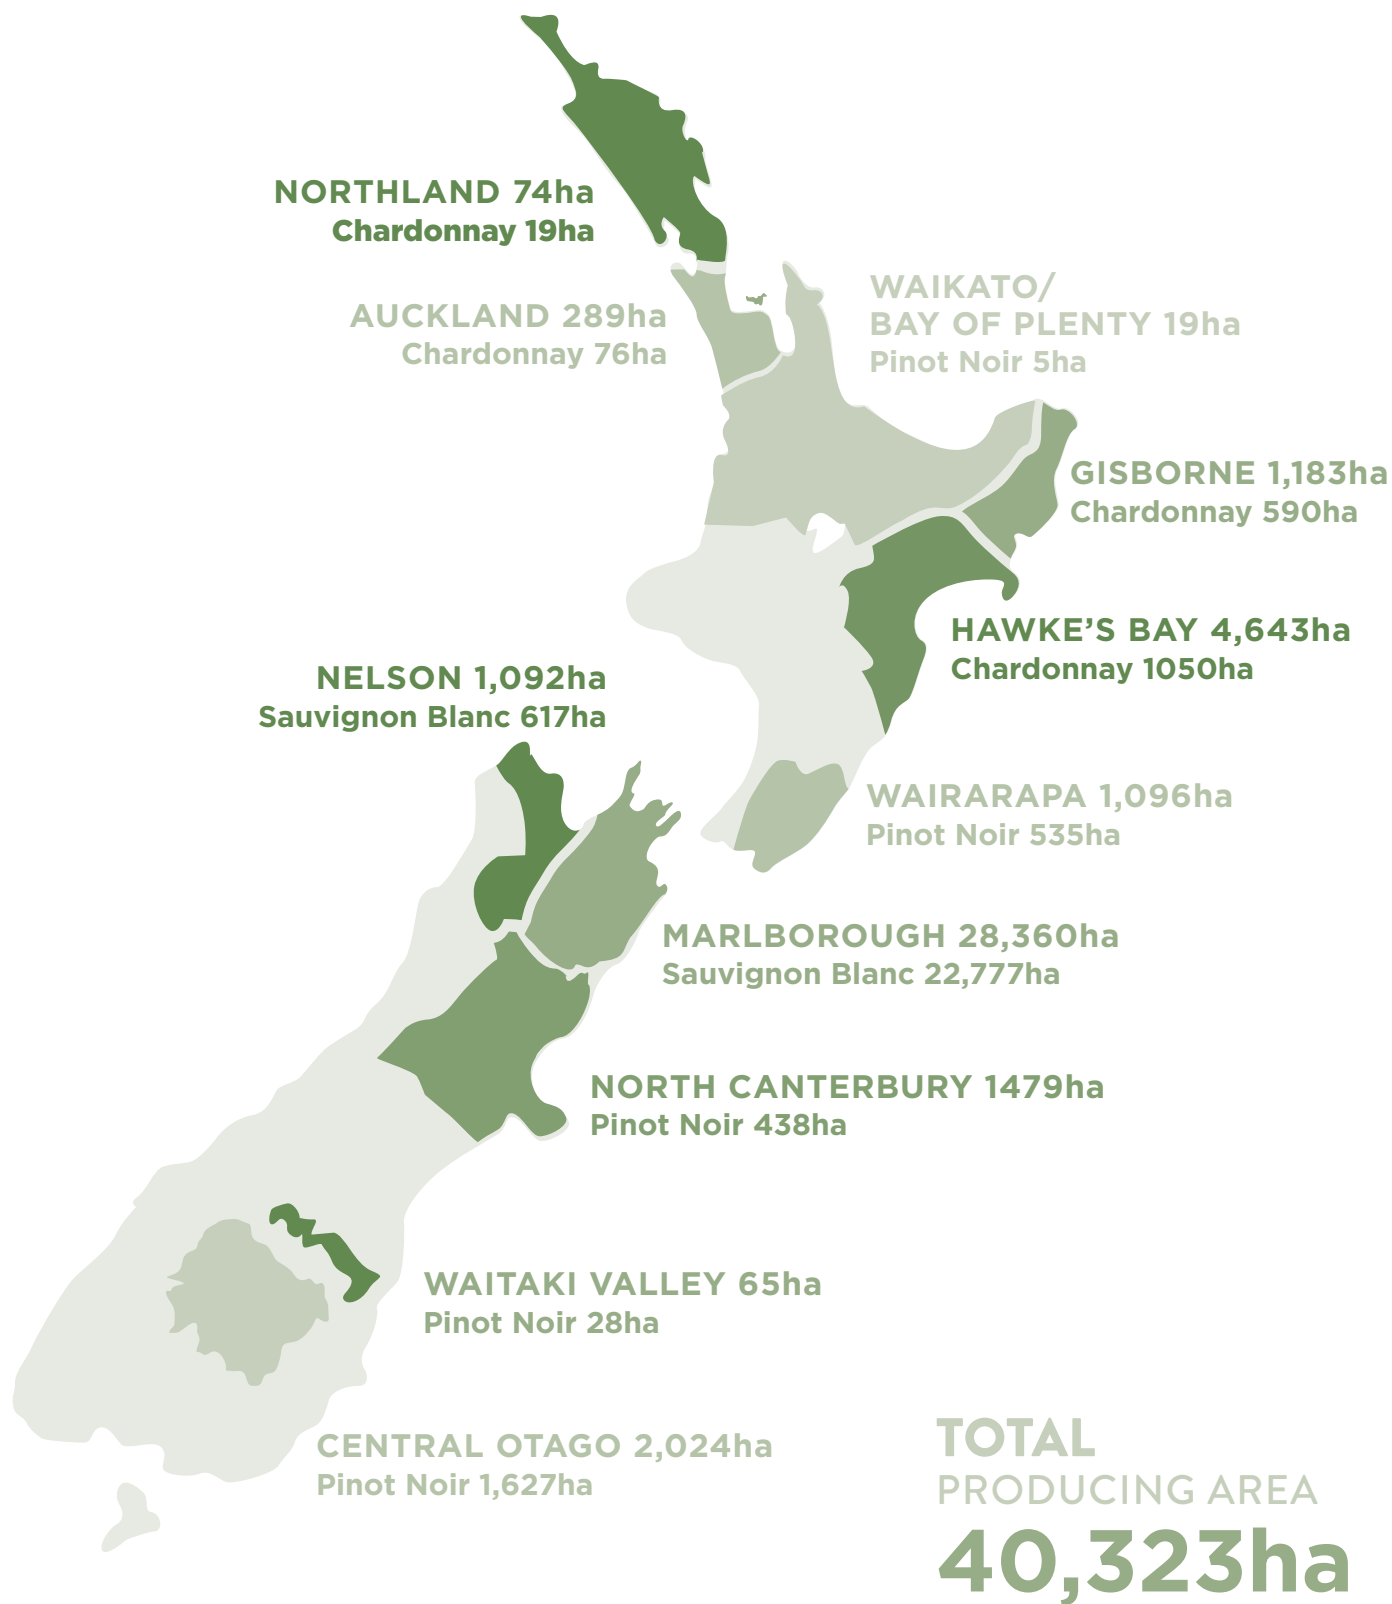 NORTHLAND 74ha
Chardonnay 19ha
AUCKLAND 289ha
Chardonnay 76ha
WAIKATO/
BAY OF PLENTY 19ha
Pinot Noir 5ha
GISBORNE 1,183ha
Chardonnay 590ha
HAWKE’S BAY 4,643ha
Chardonnay 1050ha
NELSON 1,092ha
Sauvignon Blanc 617ha
WAIRARAPA 1,096ha
Pinot Noir 535ha
MARLBOROUGH 28,360ha
Sauvignon Blanc 22,777ha
NORTH CANTERBURY 1479ha
Pinot Noir 438ha
WAITAKI VALLEY 65ha
Pinot Noir 28ha
CENTRAL OTAGO 2,024ha
Pinot Noir 1,627ha
TOTAL
PRODUCING AREA
40,323ha